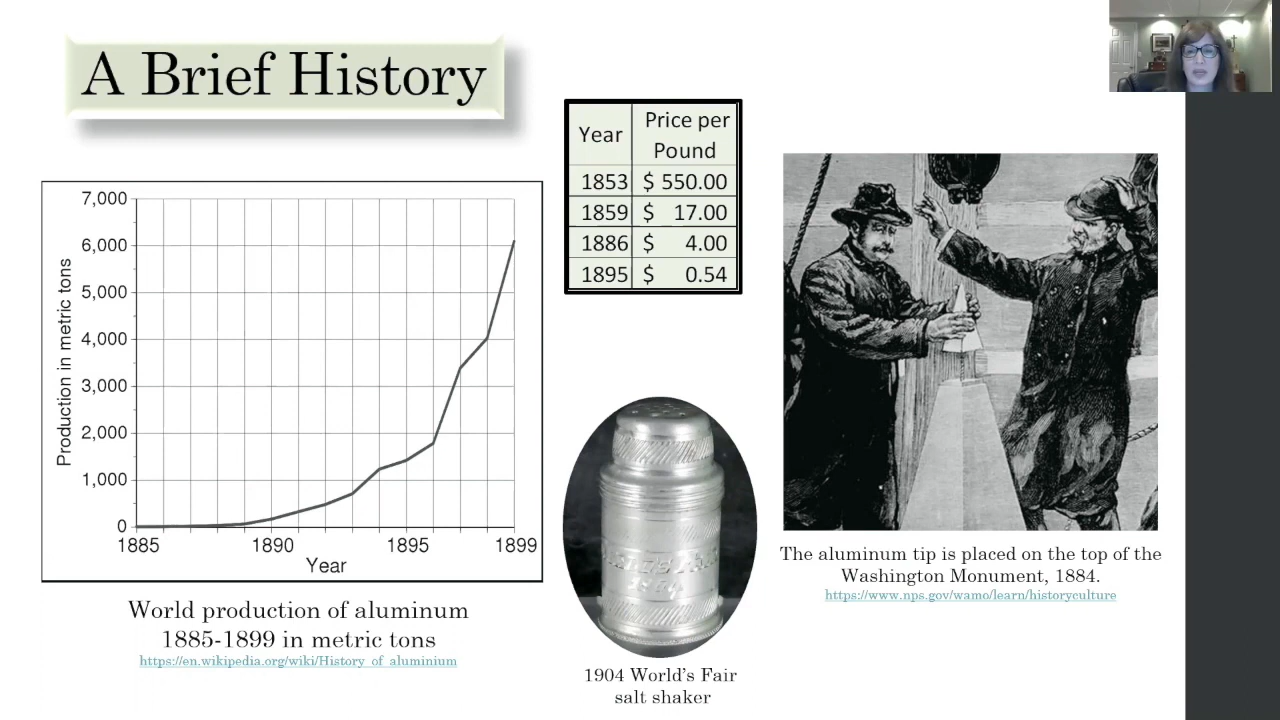 A Brief History
7,000
6,000
5,000
4,000
3,000
2,000
1,000
0
Production in metric tons
1885 1890 1895 1899
Year
World production of aluminum
1885-1899 in metric tons
https://en.wikipedia.org/wiki/History_of_aluminium
Year Price per Pound
1853 $ 550.00
1859 $ 17.00
1886 $ 4.00
1895 $ 0.54
1904
1904 World's Fair
salt shaker
The aluminum tip is placed on the top of the
Washington Monument, 1884.
https://www.nps.gov/wamo/learn/historyculture